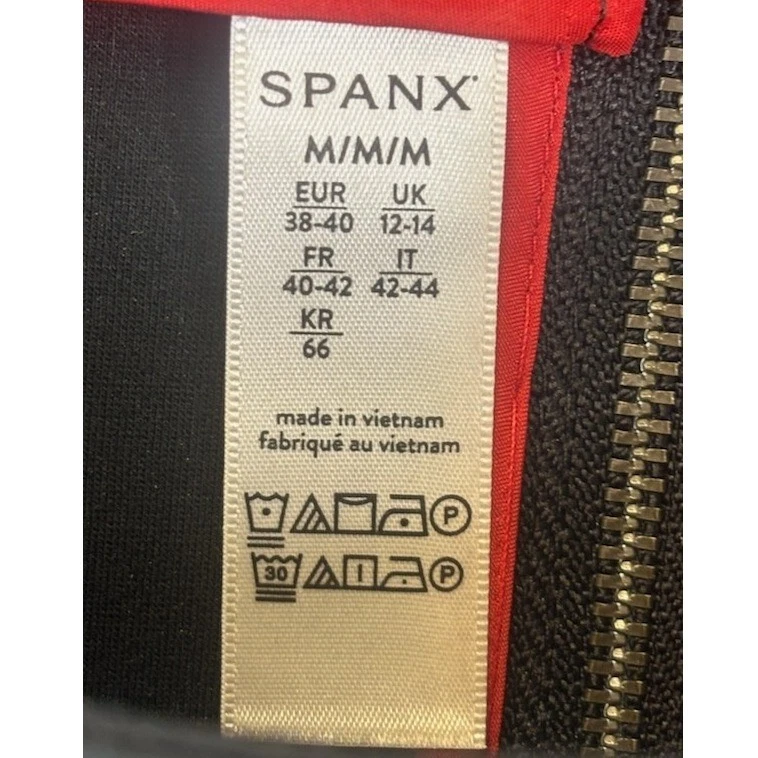 SPANX®
M/M/M
EUR UK
38-40 12-14
FR IT
40-42 42-44
KR
66
made in vietnam
fabriqué au vietnam
P
30 P